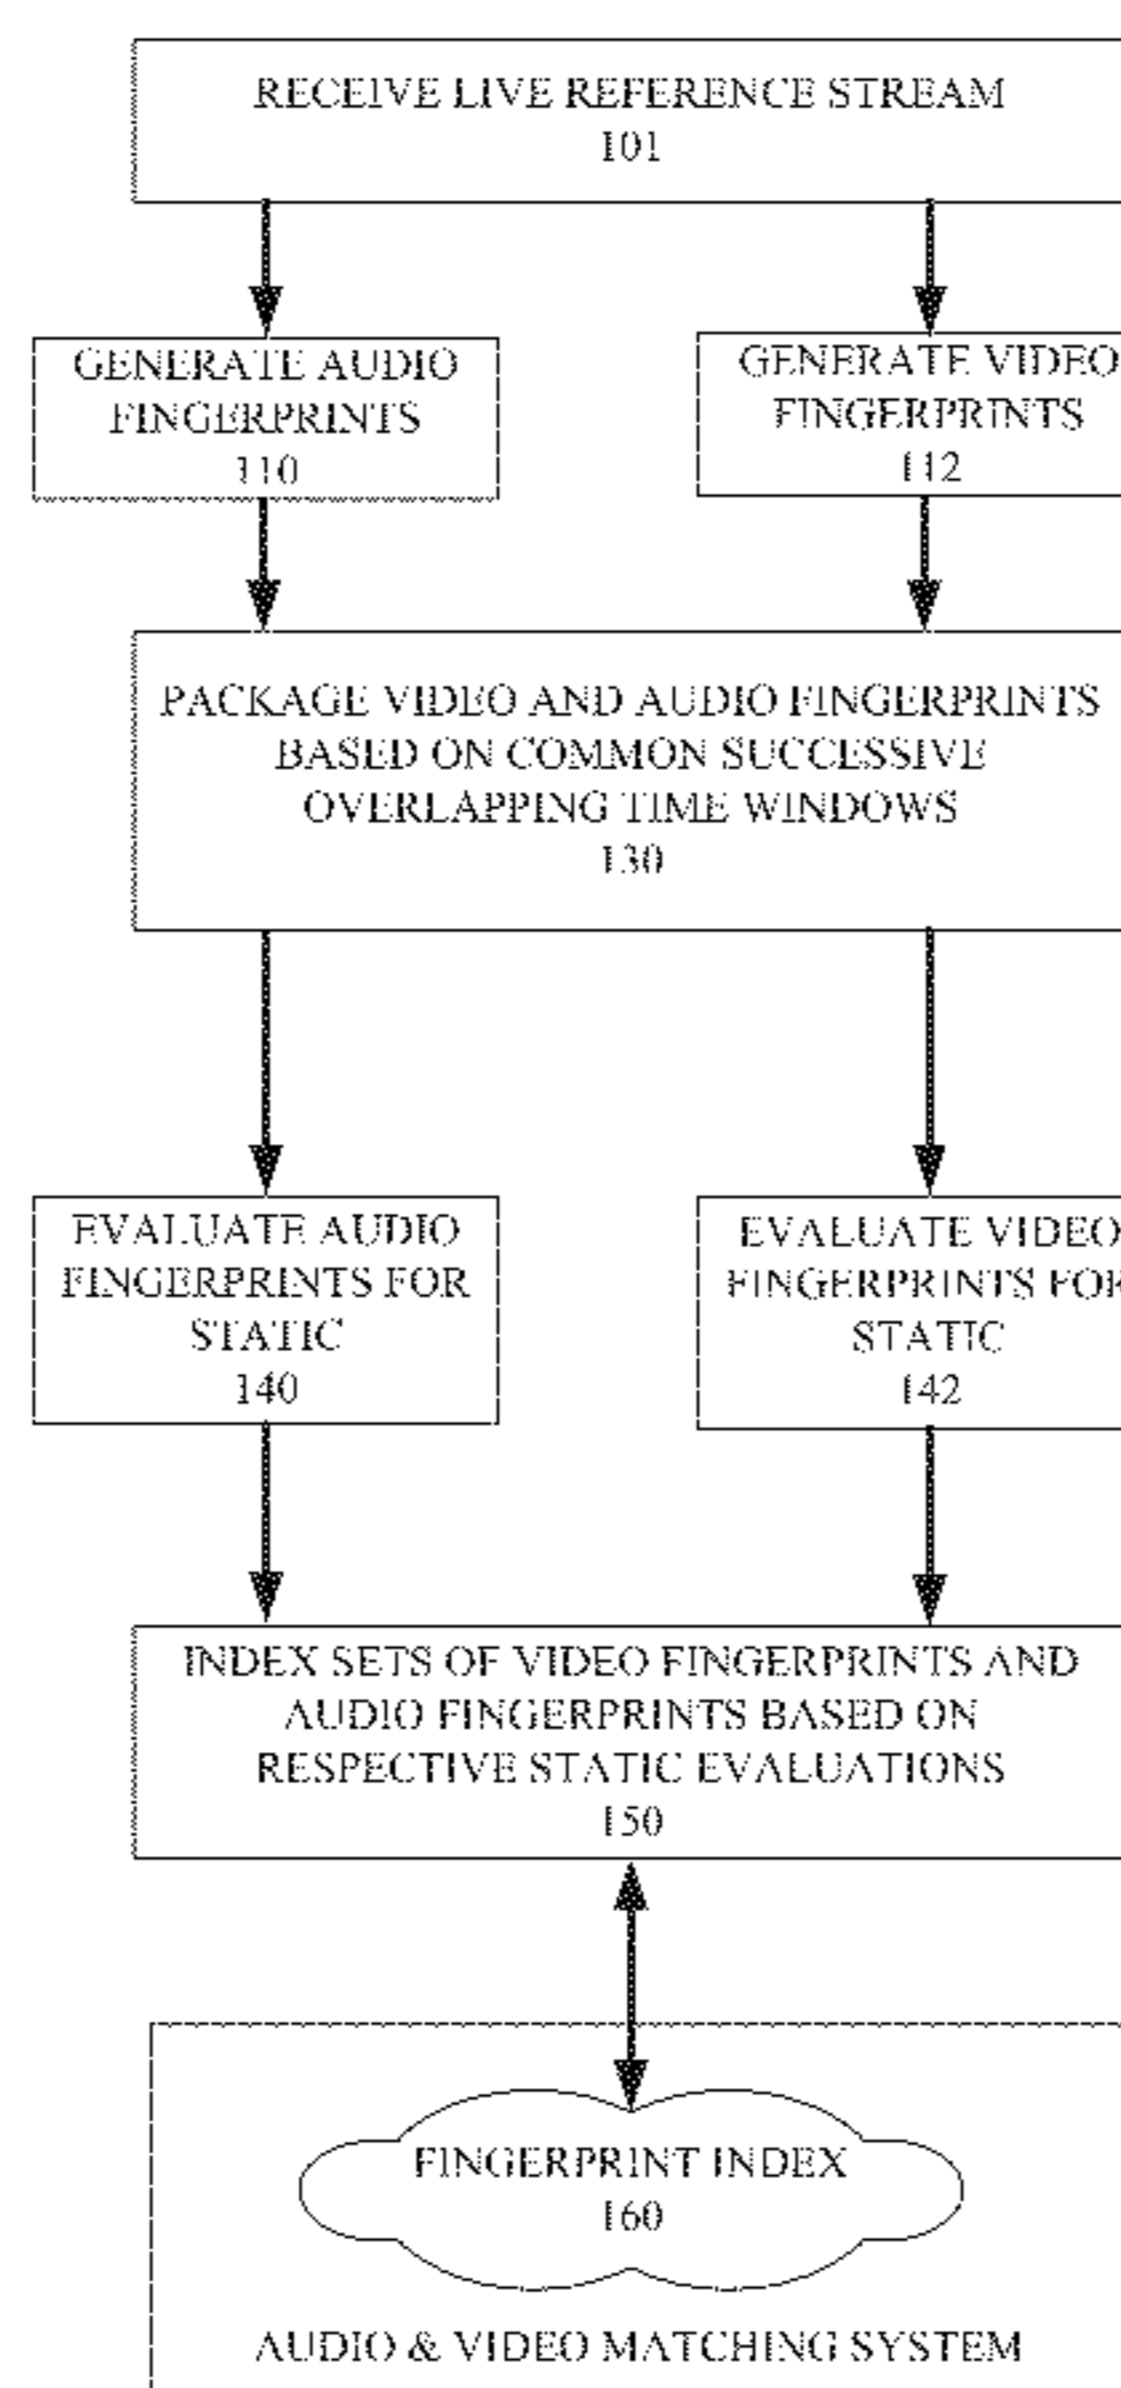 RECEIVE LIVE REFERENCE STREAM
101
GENERATE AUDIO
FINGERPRINTS
110
GENERATE VIDEO
FINGERPRINTS
112
PACKAGE VIDEO AND AUDIO FINGERPRINTS
BASED ON COMMON SUCCESSIVE
OVERLAPPING TIME WINDOWS
130
EVALUATE AUDIO
FINGERPRINTS FOR
STATIC
140
EVALUATE VIDEO
FINGERPRINTS FOR
STATIC
142
INDEX SETS OF VIDEO FINGERPRINTS AND
AUDIO FINGERPRINTS BASED ON
RESPECTIVE STATIC EVALUATIONS
150
FINGERPRINT INDEX
160
AUDIO & VIDEO MATCHING SYSTEM